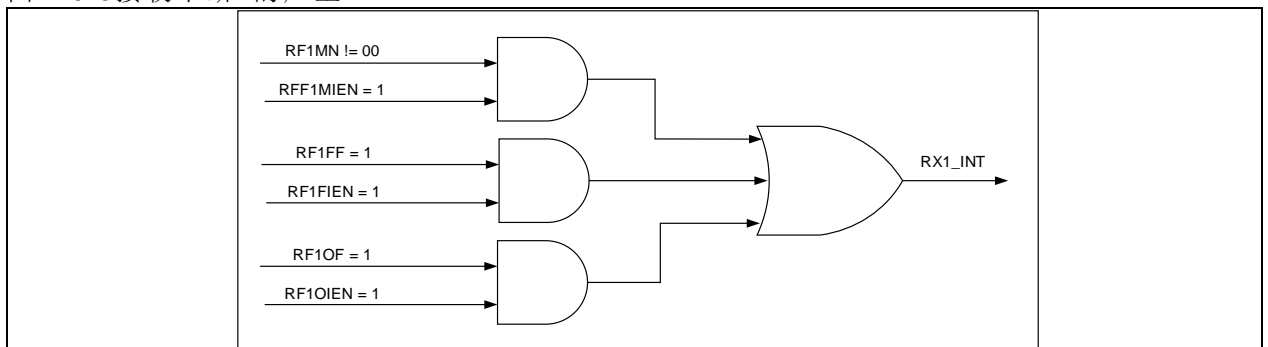 RF1MN != 00
RFF1MIEN = 1
RF1FF = 1
RF1FIEN = 1
RX1_INT
RF1OF = 1
RF1OIEN = 1